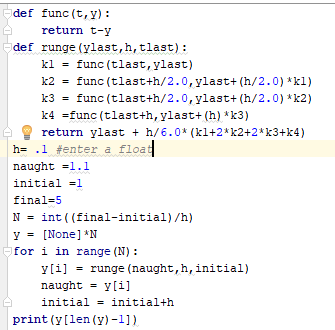 def func(t,y):
    return t-y
def runge(ylast,h,tlast):
    k1 = func(tlast,ylast)
    k2 = func(tlast+h/2.0,ylast+(h/2.0)*k1)
    k3 = func(tlast+h/2.0,ylast+(h/2.0)*k2)
    k4 =func(tlast+h,ylast+(h)*k3)
    return ylast + h/6.0*(k1+2*k2+2*k3+k4)
h= .1 #enter a float
naught =1.1
initial =1
final=5
N = int((final-initial)/h)
y = [None]*N
for i in range(N):
    y[i] = runge(naught,h,initial)
    naught = y[i]
    initial = initial+h
print(y[len(y)-1])